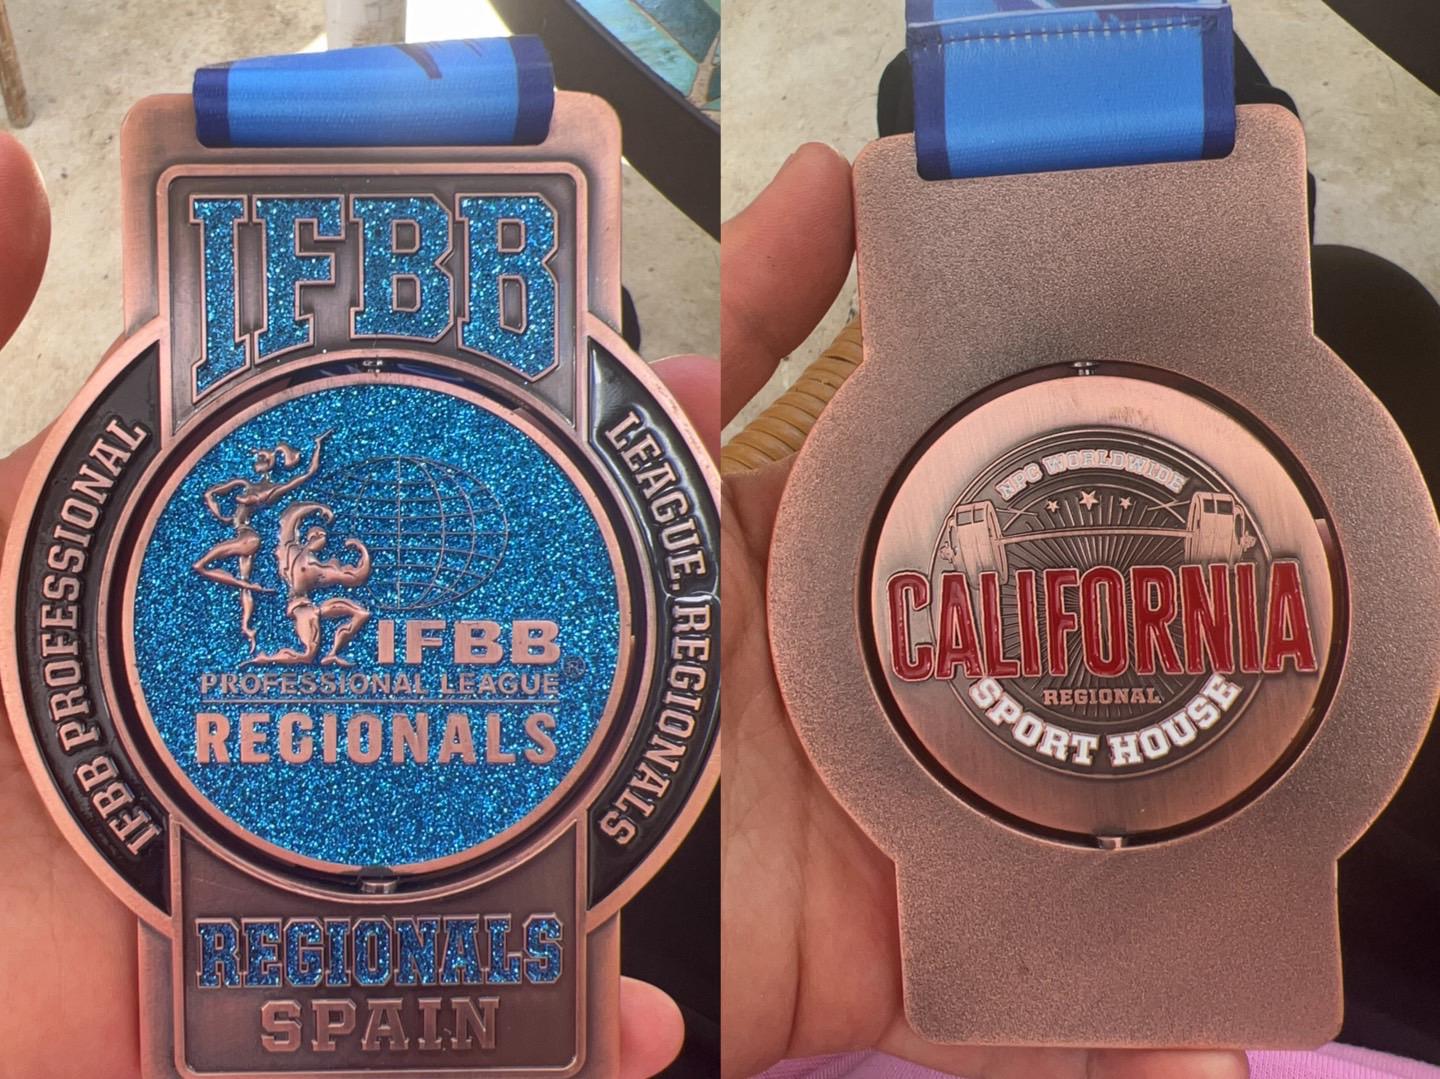 IFBB
IFBB PROFESSIONAL
LEAGUE. REGIONALS
IFBB
®
PROFESSIONAL LEAGUE
REGIONALS
REGIONALS
SPAIN
NPC WORLDWIDE
CALIFORNIA
REGIONAL
SPORT HOUSE